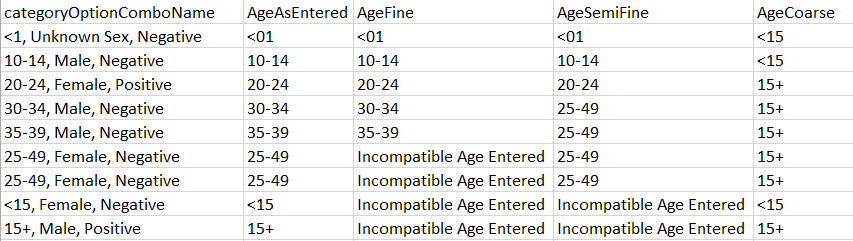 categoryOptionComboName AgeAsEntered AgeFine AgeSemiFine AgeCoarse
<1, Unknown Sex, Negative <01 <01 <01 <15
10-14, Male, Negative 10-14 10-14 10-14 <15
20-24, Female, Positive 20-24 20-24 20-24 15+
30-34, Male, Negative 30-34 30-34 25-49 15+
35-39, Male, Negative 35-39 35-39 25-49 15+
25-49, Female, Negative 25-49 Incompatible Age Entered 25-49 15+
25-49, Female, Negative 25-49 Incompatible Age Entered 25-49 15+
<15, Female, Negative <15 Incompatible Age Entered Incompatible Age Entered <15
15+, Male, Positive 15+ Incompatible Age Entered Incompatible Age Entered 15+